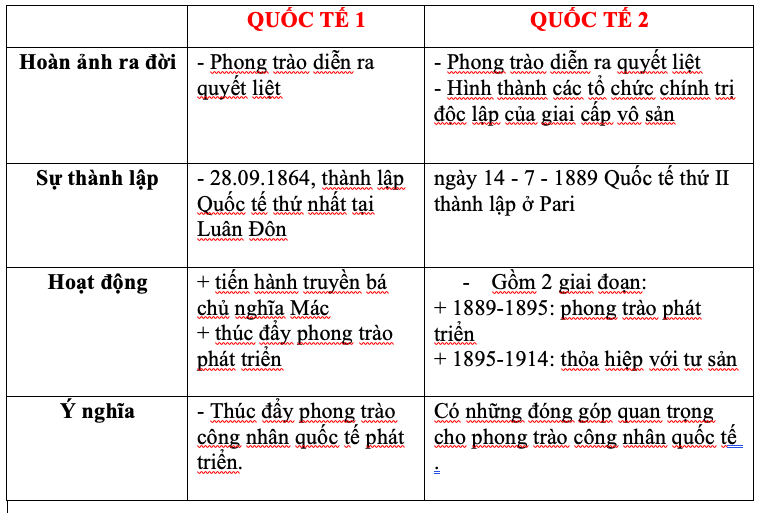 QUỐC TẾ 1
QUỐC TẾ 2
Hoàn ảnh ra đời
- Phong trào diễn ra
quyết liệt
- Phong trào diễn ra quyết liệt
- Hình thành các tổ chức chính trị
độc lập của giai cấp vô sản
Sự thành lập
- 28.09.1864, thành lập
Quốc tế thứ nhất tại
Luân Đôn
ngày 14 - 7 - 1889 Quốc tế thứ II
thành lập ở Pari
Hoạt động
+ tiến hành truyền bá
chủ nghĩa Mác
+ thúc đẩy phong trào
phát triển
- Gồm 2 giai đoạn:
+ 1889-1895: phong trào phát
triển
+ 1895-1914: thỏa hiệp với tư sản
Ý nghĩa
- Thúc đẩy phong trào
công nhân quốc tế phát
triển.
Có những đóng góp quan trọng
cho phong trào công nhân quốc tế
.